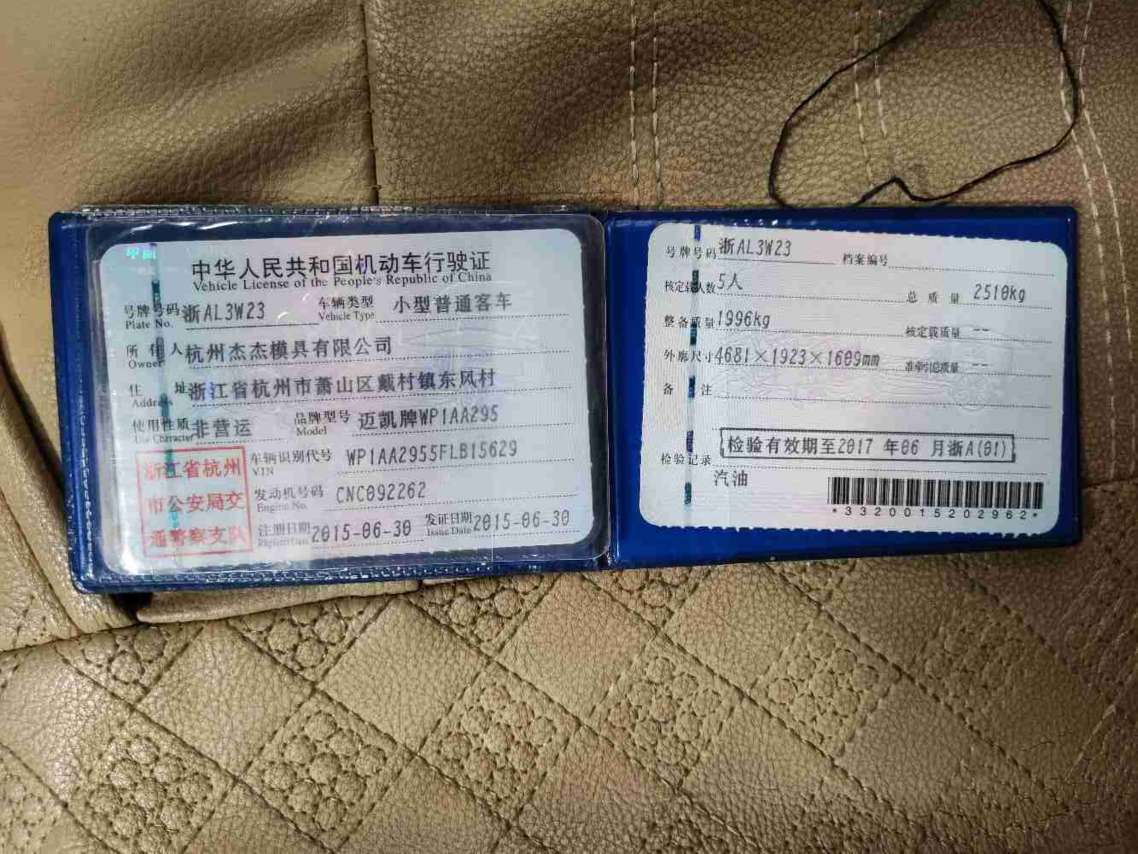 中华人民共和国机动车行驶证
Vehicle License of the People's Republic of China
号牌号码 浙AL3W23 车辆类型 小型普通客车
Plate No. Vehicle Type
所有人 杭州杰杰模具有限公司
Owner
住址 浙江省杭州市萧山区戴村镇东风村
Address
使用性质 非营运 品牌型号 迈凯牌WP1AA295
Use Character Model
浙江省杭州
市公安局交
通警察支队
车辆识别代号 WP1AA2955FLB15629
VIN
发动机号码 CNC092262
Engine No.
注册日期 2015-06-30 发证日期 2015-06-30
Register Date Issue Date
号牌号码 浙AL3W23 档案编号
核定载人数 5人 总质量 2510kg
整备质量 1996kg 核定载质量 --
外廓尺寸 4681×1923×1609mm 准牵引总质量 --
备注
检验记录 检验有效期至2017 年06 月浙A(01)
汽油
*3320015202962*